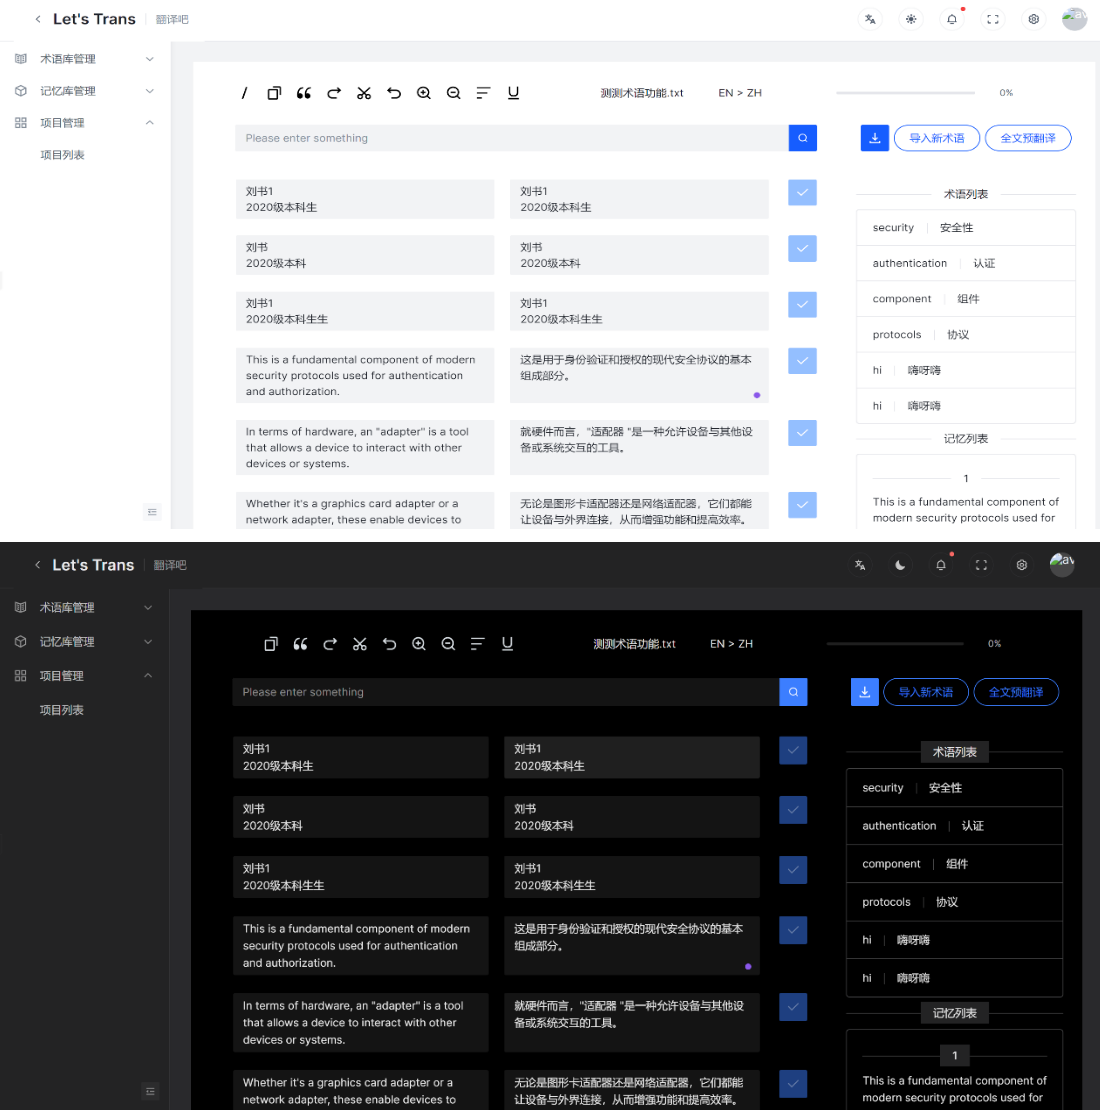 Let's Trans 翻译吧
术语库管理
记忆库管理
项目管理
项目列表
测测术语功能.txt EN > ZH 0%
Please enter something
导入新术语 全文预翻译
刘书1
2020级本科生
刘书1
2020级本科生
刘书
2020级本科
刘书
2020级本科
刘书1
2020级本科生生
刘书1
2020级本科生生
This is a fundamental component of modern
security protocols used for authentication
and authorization.
这是用于身份验证和授权的现代安全协议的基本
组成部分。
In terms of hardware, an "adapter" is a tool
that allows a device to interact with other
devices or systems.
就硬件而言，"适配器 "是一种允许设备与其他设
备或系统交互的工具。
Whether it's a graphics card adapter or a
network adapter, these enable devices to
无论是图形卡适配器还是网络适配器，它们都能
让设备与外界连接，从而增强功能和提高效率。
术语列表
security 安全性
authentication 认证
component 组件
protocols 协议
hi 嗨呀嗨
hi 嗨呀嗨
记忆列表
1
This is a fundamental component of
modern security protocols used for
Let's Trans 翻译吧
av
术语库管理
记忆库管理
项目管理
项目列表
测测术语功能.txt EN > ZH 0%
Please enter something
导入新术语 全文预翻译
刘书1
2020级本科生
刘书1
2020级本科生
刘书
2020级本科
刘书
2020级本科
刘书1
2020级本科生生
刘书1
2020级本科生生
This is a fundamental component of modern
security protocols used for authentication
and authorization.
这是用于身份验证和授权的现代安全协议的基本
组成部分。
In terms of hardware, an "adapter" is a tool
that allows a device to interact with other
devices or systems.
就硬件而言，"适配器 "是一种允许设备与其他设
备或系统交互的工具。
Whether it's a graphics card adapter or a
network adapter, these enable devices to
无论是图形卡适配器还是网络适配器，它们都能
让设备与外界连接，从而增强功能和提高效率。
术语列表
security 安全性
authentication 认证
component 组件
protocols 协议
hi 嗨呀嗨
hi 嗨呀嗨
记忆列表
1
This is a fundamental component of
modern security protocols used for